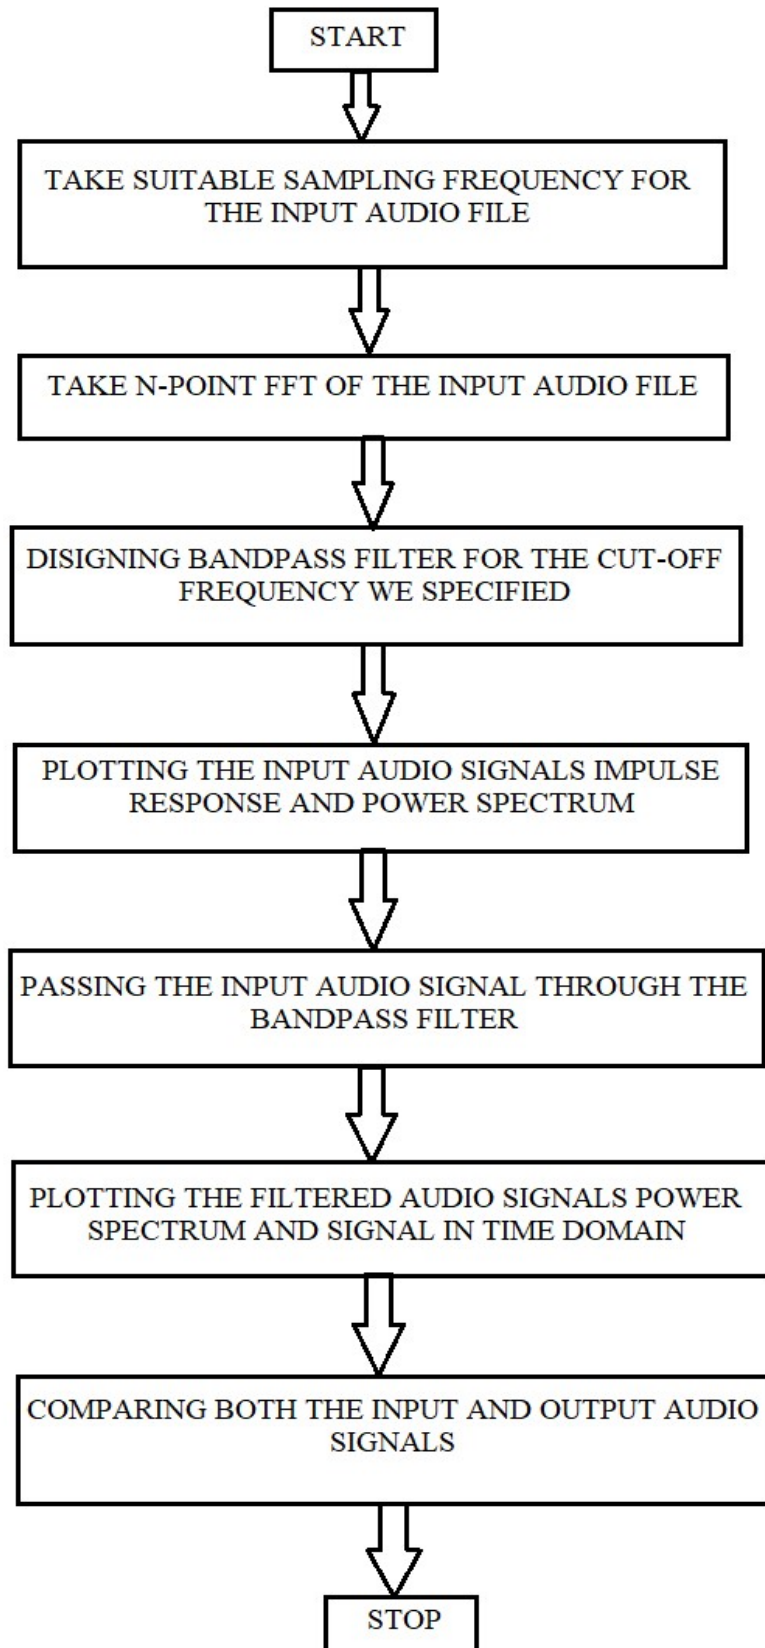 START
TAKE SUITABLE SAMPLING FREQUENCY FOR
THE INPUT AUDIO FILE
TAKE N-POINT FFT OF THE INPUT AUDIO FILE
DISIGNING BANDPASS FILTER FOR THE CUT-OFF
FREQUENCY WE SPECIFIED
PLOTTING THE INPUT AUDIO SIGNALS IMPULSE
RESPONSE AND POWER SPECTRUM
PASSING THE INPUT AUDIO SIGNAL THROUGH THE
BANDPASS FILTER
PLOTTING THE FILTERED AUDIO SIGNALS POWER
SPECTRUM AND SIGNAL IN TIME DOMAIN
COMPARING BOTH THE INPUT AND OUTPUT AUDIO
SIGNALS
STOP